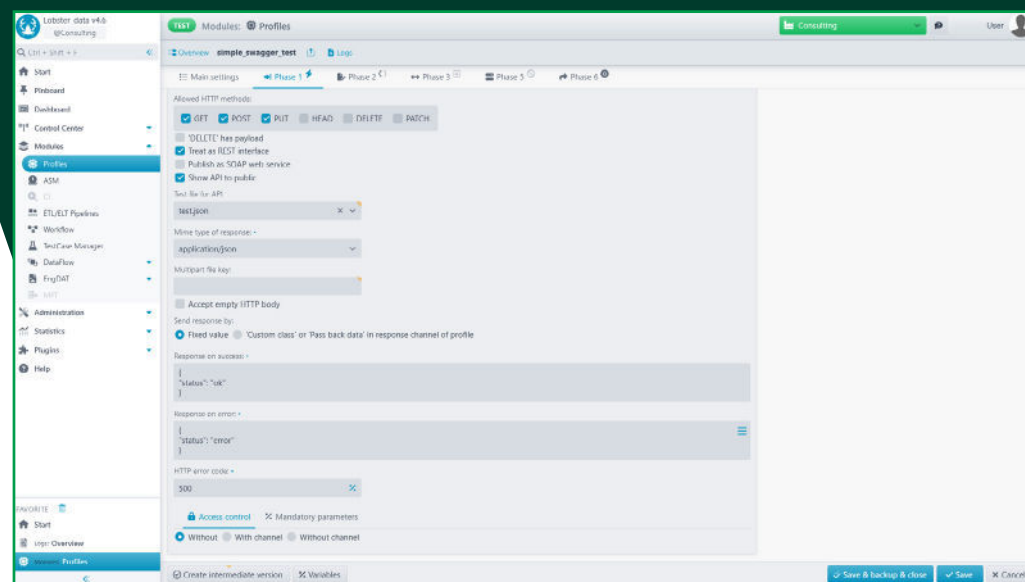 Lobster data v4.6
@Consulting
TEST Modules: Profiles
Consulting
User
Ctrl + Shift + F
Overview simple_swagger_test Logs
Start
Pinboard
Dashboard
Control Center
Modules
Profiles
ASM
CI
ETL/ELT Pipelines
Workflow
TestCase Manager
DataFlow
EngDAT
Administration
Statistics
Plugins
Help
Main settings Phase 1 Phase 2 Phase 3 Phase 5 Phase 6
Allowed HTTP methods:
GET POST PUT HEAD DELETE PATCH
'DELETE' has payload
Treat as REST interface
Publish as SOAP web service
Show API to public
Test file for API:
test.json
Mime type of response:
application/json
Multipart file key:
Accept empty HTTP body
Send response by:
Fixed value 'Custom class' or 'Pass back data' in response channel of profile
Response on success:
{
"status": "ok"
}
Response on error:
{
"status": "error"
}
HTTP error code:
500
Access control Mandatory parameters
Without With channel Without channel
FAVORITE
Start
Logs: Overview
Modules: Profiles
Create intermediate version Variables
Save & backup & close Save Cancel